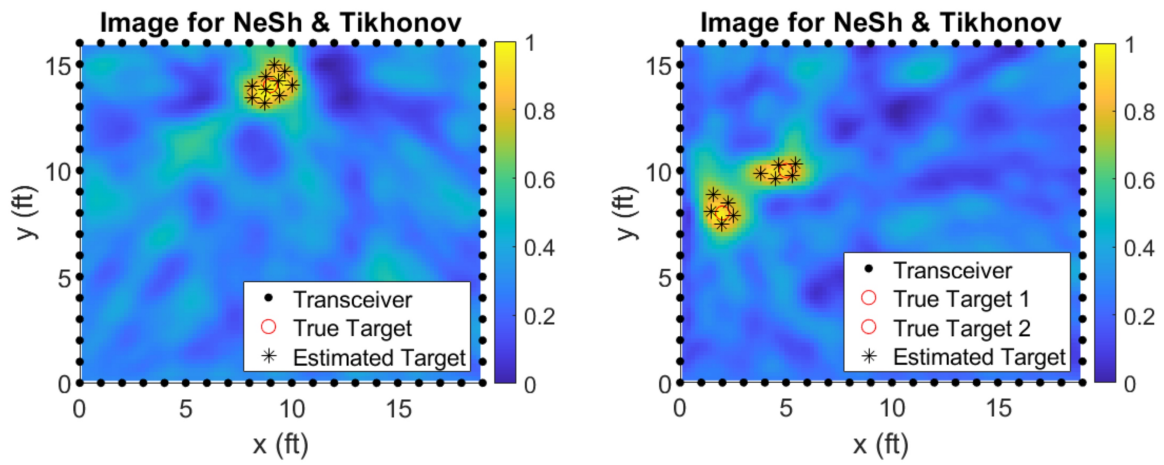 Image for NeSh & Tikhonov
15
10
5
0
y (ft)
0
5
10
15
x (ft)
1
0.8
0.6
0.4
0.2
0
Transceiver
True Target
Estimated Target
Image for NeSh & Tikhonov
15
10
5
0
y (ft)
0
5
10
15
x (ft)
1
0.8
0.6
0.4
0.2
0
Transceiver
True Target 1
True Target 2
Estimated Target